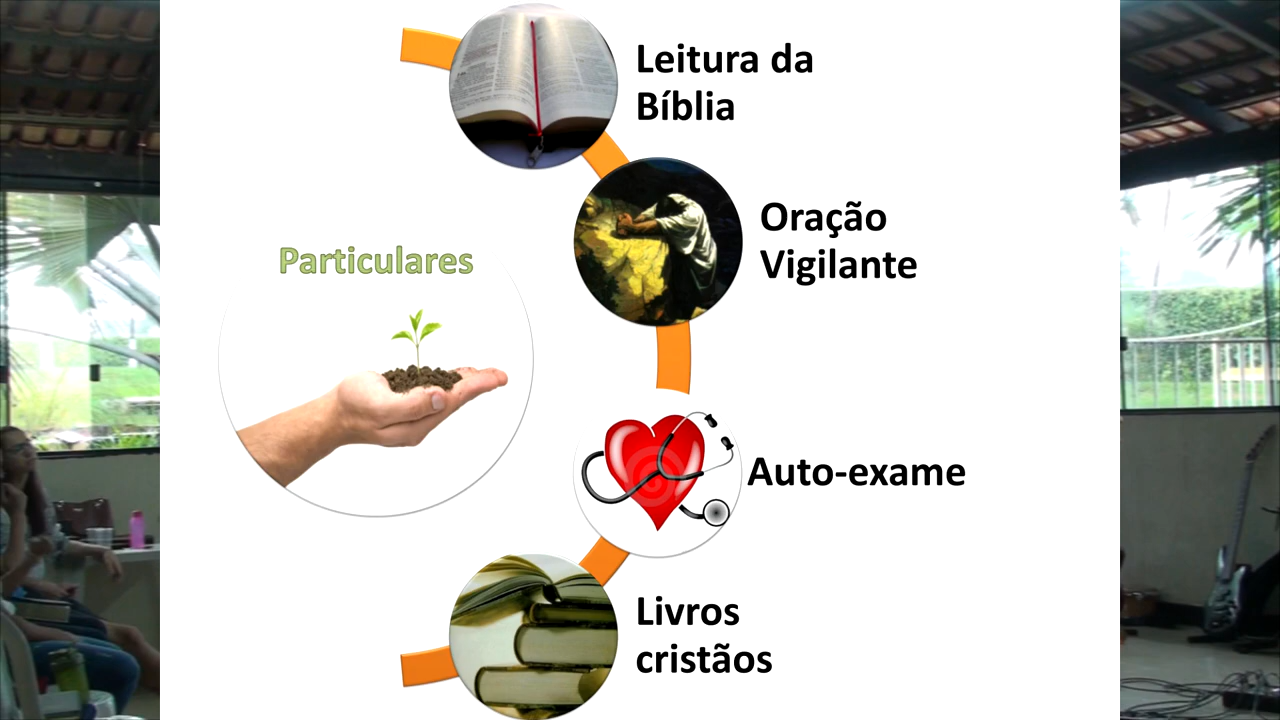 Leitura da
Bíblia
Oração
Vigilante
Particulares
Auto-exame
Livros
cristãos